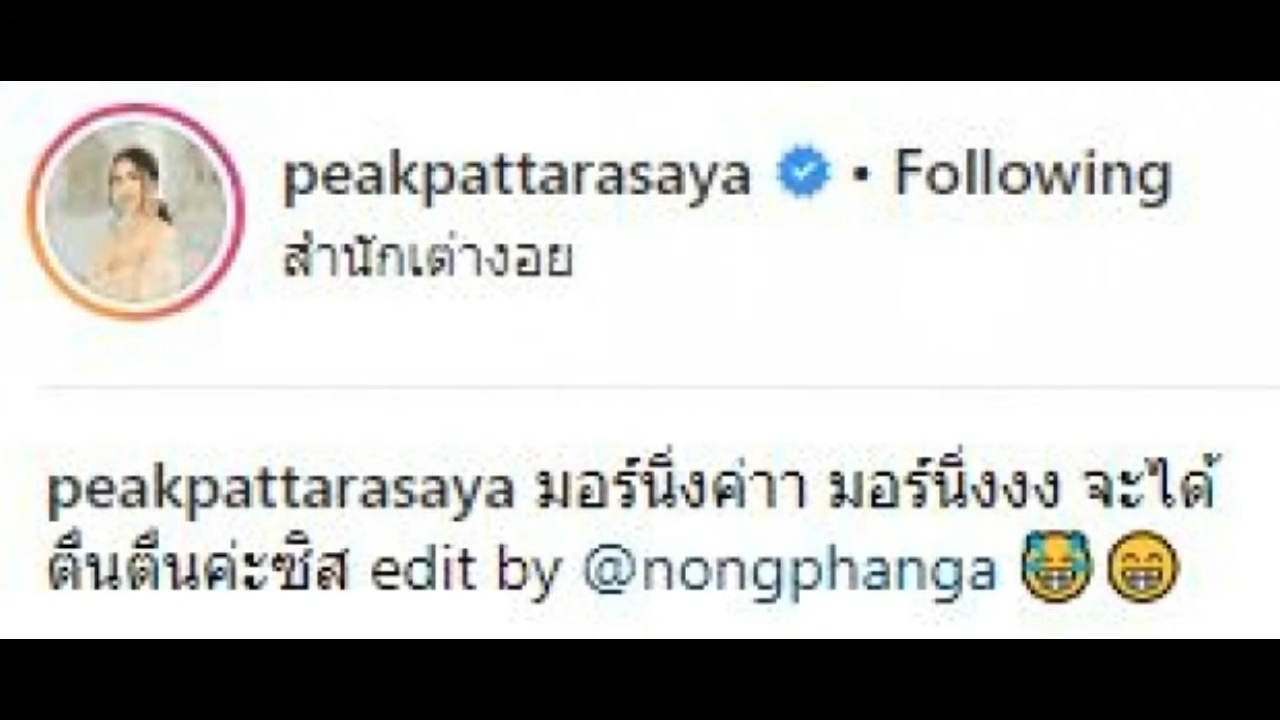 peakpattarasaya • Following
สำนักเต่างอย
peakpattarasaya มอร์นิ่งค่าา มอร์นิ่งงง จะได้
ตื่นตื่นค่ะซิส edit by @nongphanga 😹😁